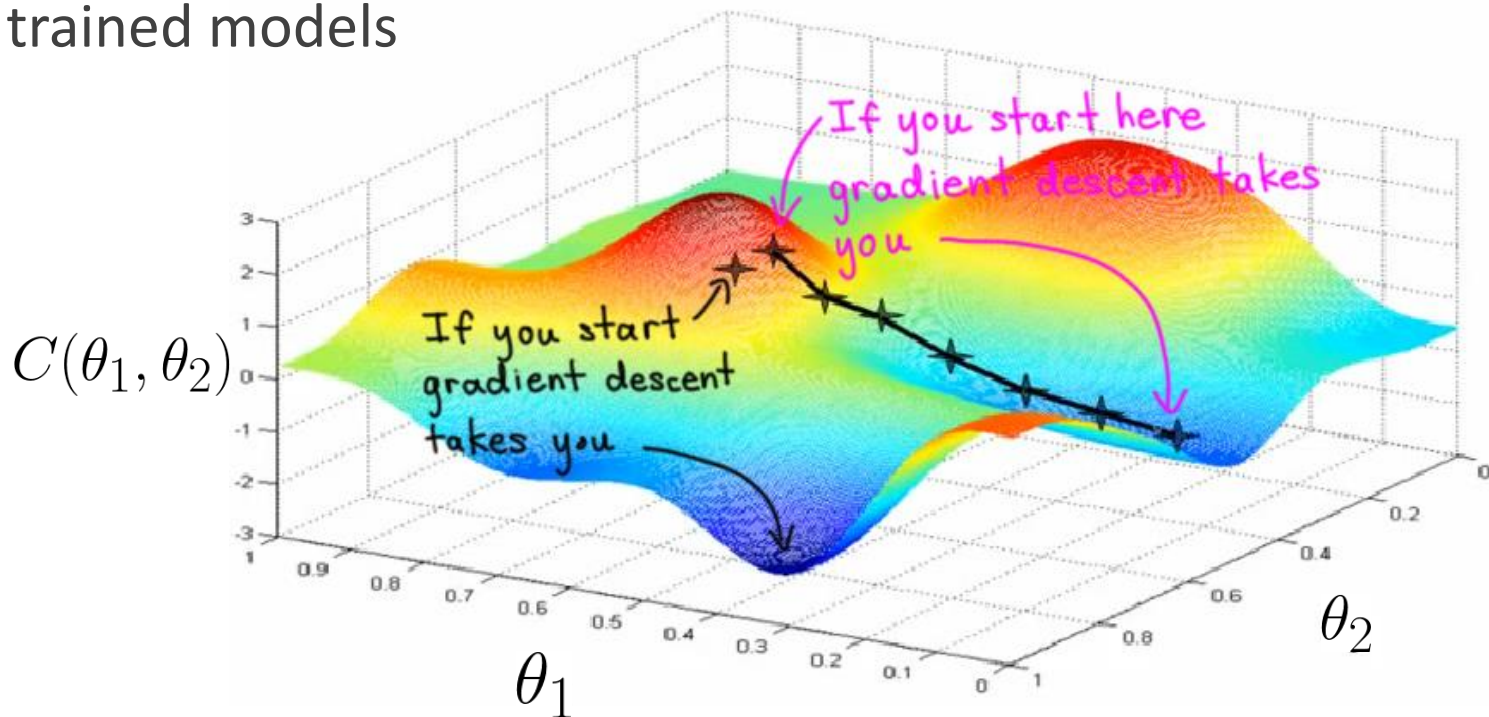 trained models
If you start here
gradient descent takes
you
If you start
gradient descent
takes you
C(θ₁, θ₂)
3
2
1
0
-1
-2
-3
1
0.9
0.8
0.7
0.6
0.5
0.4
0.3
0.2
0.1
0
θ₁
0
0.2
0.4
0.6
0.8
1
θ₂